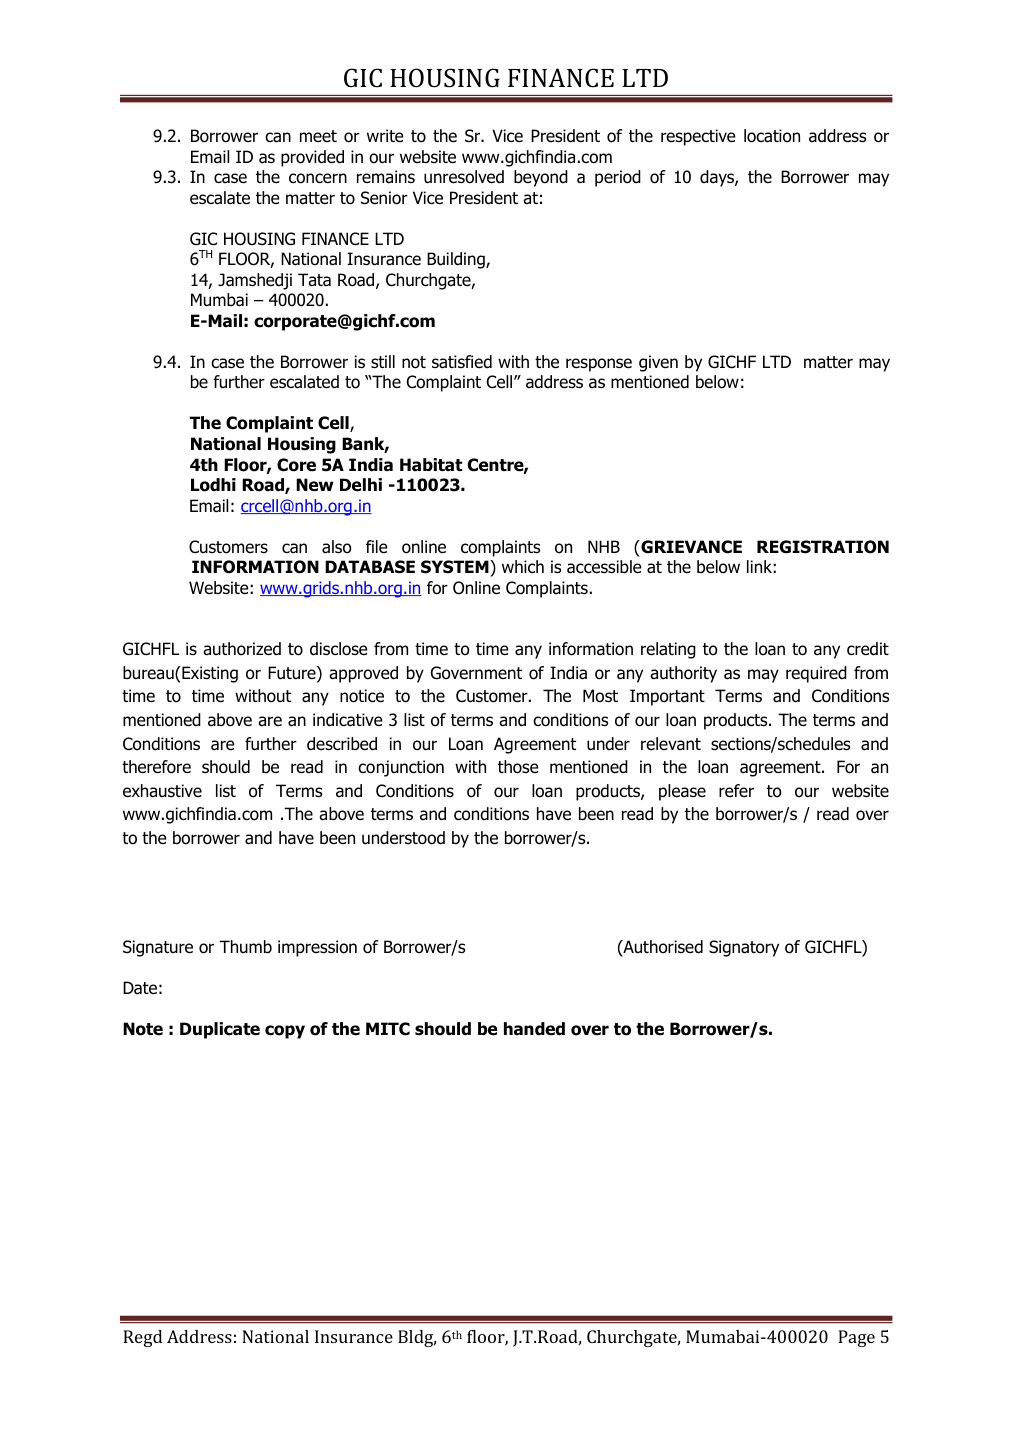 GIC HOUSING FINANCE LTD
9.2. Borrower can meet or write to the Sr. Vice President of the respective location address or
Email ID as provided in our website www.gichfindia.com
9.3. In case the concern remains unresolved beyond a period of 10 days, the Borrower may
escalate the matter to Senior Vice President at:
GIC HOUSING FINANCE LTD
6TH FLOOR, National Insurance Building,
14, Jamshedji Tata Road, Churchgate,
Mumbai – 400020.
E-Mail: corporate@gichf.com
9.4. In case the Borrower is still not satisfied with the response given by GICHF LTD matter may
be further escalated to “The Complaint Cell” address as mentioned below:
The Complaint Cell,
National Housing Bank,
4th Floor, Core 5A India Habitat Centre,
Lodhi Road, New Delhi -110023.
Email: crcell@nhb.org.in
Customers can also file online complaints on NHB (GRIEVANCE REGISTRATION
INFORMATION DATABASE SYSTEM) which is accessible at the below link:
Website: www.grids.nhb.org.in for Online Complaints.
GICHFL is authorized to disclose from time to time any information relating to the loan to any credit
bureau(Existing or Future) approved by Government of India or any authority as may required from
time to time without any notice to the Customer. The Most Important Terms and Conditions
mentioned above are an indicative 3 list of terms and conditions of our loan products. The terms and
Conditions are further described in our Loan Agreement under relevant sections/schedules and
therefore should be read in conjunction with those mentioned in the loan agreement. For an
exhaustive list of Terms and Conditions of our loan products, please refer to our website
www.gichfindia.com .The above terms and conditions have been read by the borrower/s / read over
to the borrower and have been understood by the borrower/s.
Signature or Thumb impression of Borrower/s (Authorised Signatory of GICHFL)
Date:
Note : Duplicate copy of the MITC should be handed over to the Borrower/s.
Regd Address: National Insurance Bldg, 6th floor, J.T.Road, Churchgate, Mumabai-400020 Page 5